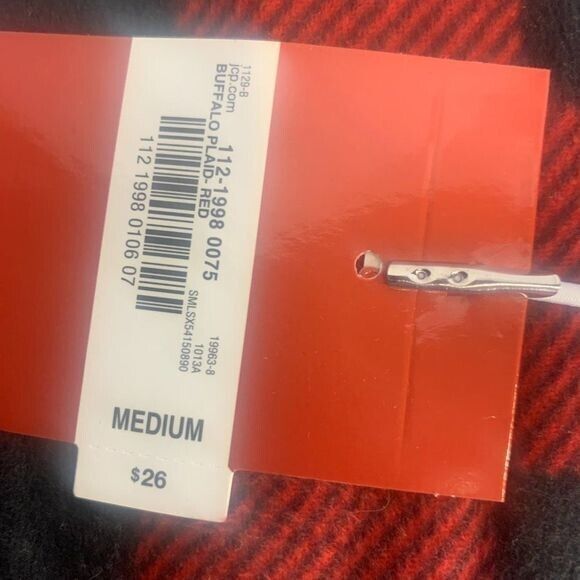 1129-B
jcp.com
BUFFALO PLAID- RED
112-1998 0075
112 1998 0106 07
19963-8
1013A
SMLSX54150890
MEDIUM
$26